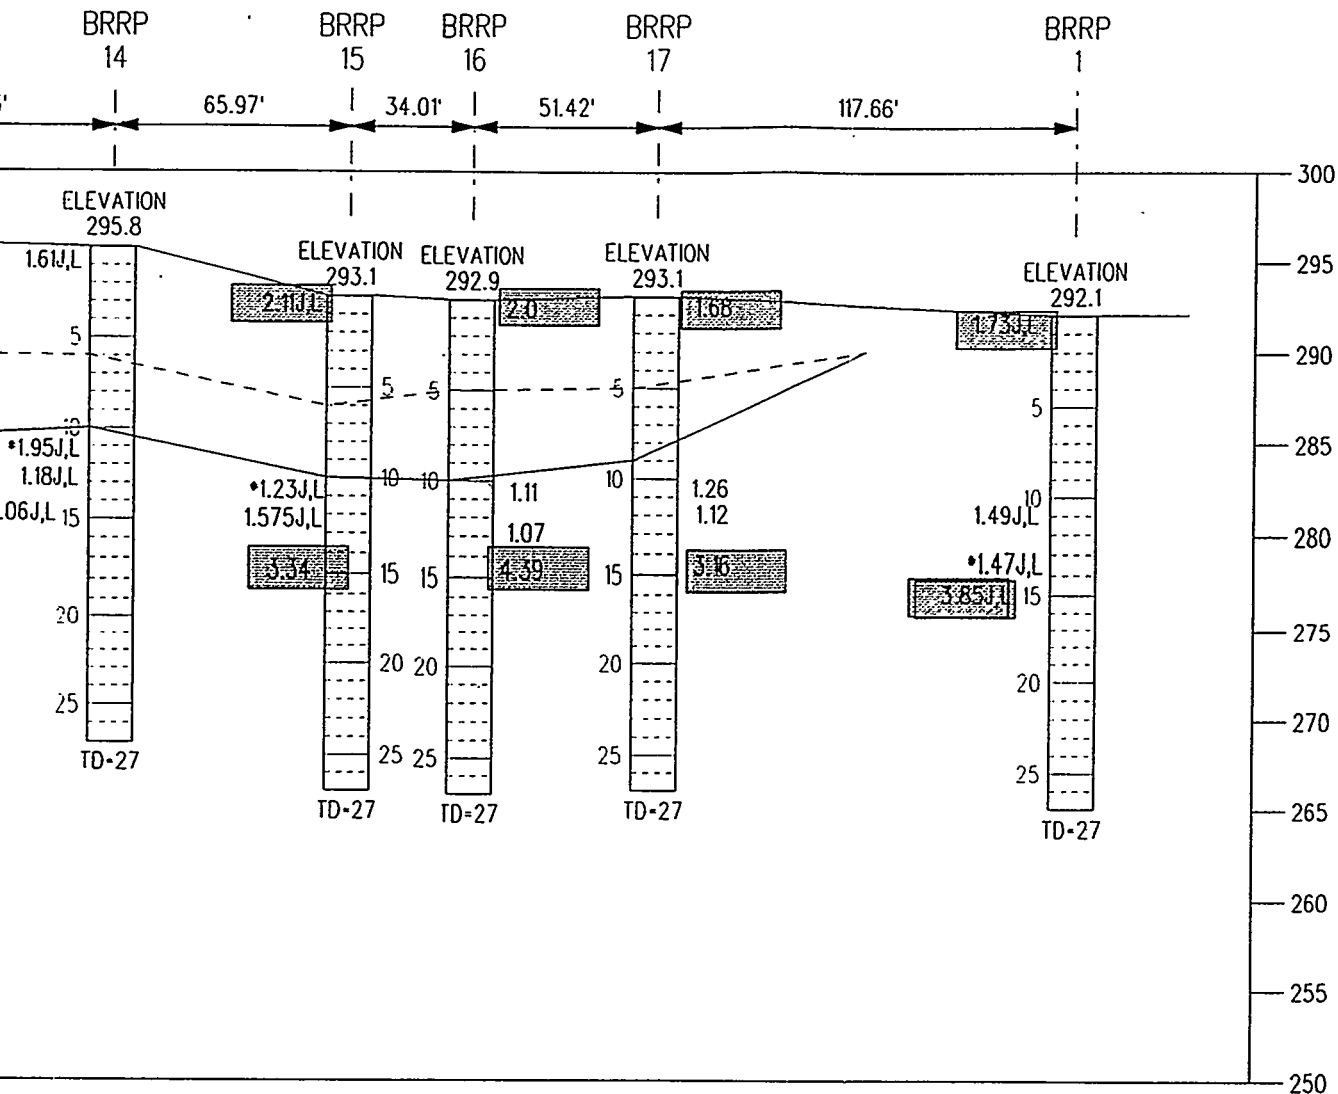 BRRP BRRP BRRP BRRP BRRP
14 15 16 17 1
65.97' 34.01' 51.42' 117.66'
300
ELEVATION
295.8
1.61J,L
ELEVATION
293.1
ELEVATION
292.9
ELEVATION
293.1
ELEVATION
292.1
295
2.11J,L
2.0
1.68
1.73J,L
290
5 5 5 5 5
285
10 10 10 10 10
*1.95J,L
1.18J,L
.06J,L 15
*1.23J,L
1.575J,L
1.11
1.07
1.26
1.12
1.49J,L
*1.47J,L
280
3.34 15
15 4.39
15 3.16
3.85J,L 15
275
20 20 20 20 20
270
25 25 25 25 25
TD=27
TD=27 TD=27 TD=27 TD=27
265
260
255
250